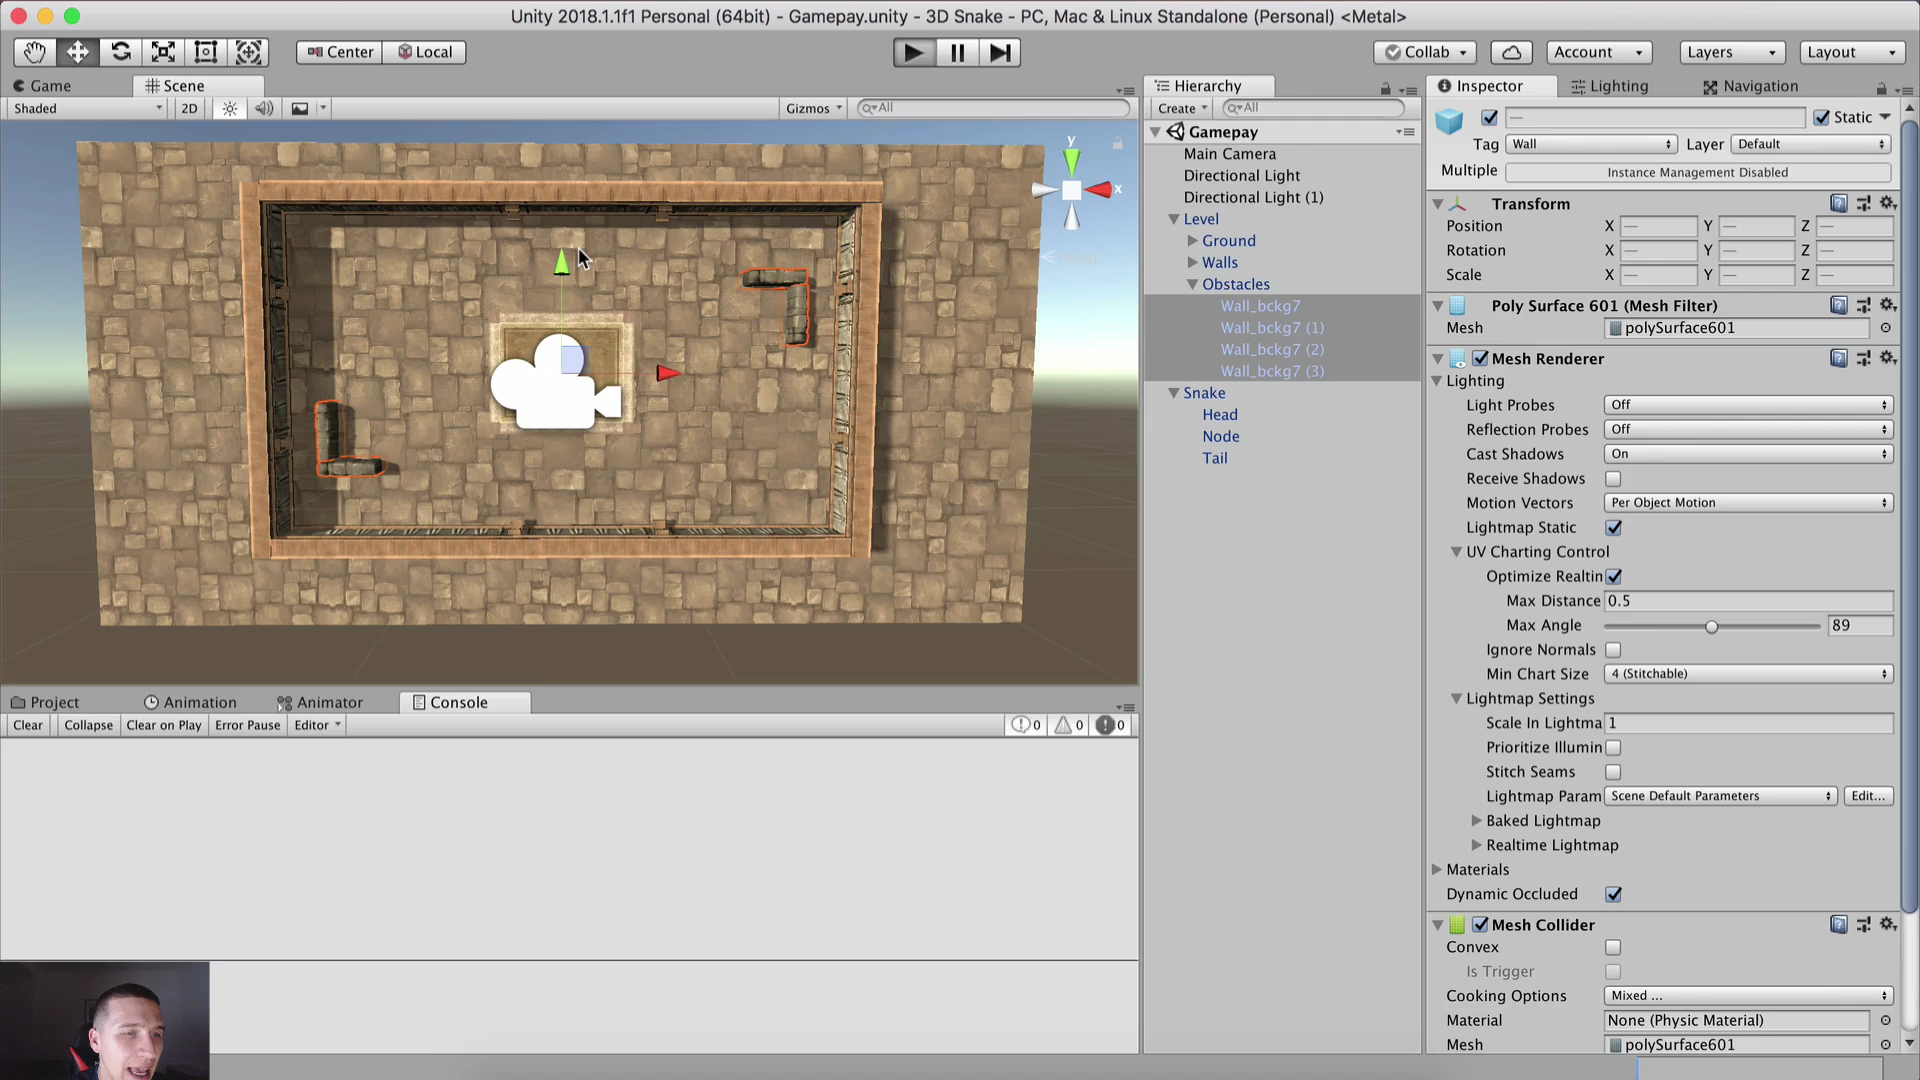 Unity 2018.1.1f1 Personal (64bit) - Gamepay.unity - 3D Snake - PC, Mac & Linux Standalone (Personal) <Metal>
Center Local
Collab Account Layers Layout
Game Scene
Shaded 2D Gizmos All
y
x
Hierarchy
Create All
Gamepay
Main Camera
Directional Light
Directional Light (1)
Level
Ground
Walls
Obstacles
Wall_bckg7
Wall_bckg7 (1)
Wall_bckg7 (2)
Wall_bckg7 (3)
Snake
Head
Node
Tail
Inspector Lighting Navigation
— Static
Tag Wall Layer Default
Multiple Instance Management Disabled
Transform
Position X — Y — Z —
Rotation X — Y — Z —
Scale X — Y — Z —
Poly Surface 601 (Mesh Filter)
Mesh polySurface601
Mesh Renderer
Lighting
Light Probes Off
Reflection Probes Off
Cast Shadows On
Receive Shadows
Motion Vectors Per Object Motion
Lightmap Static
UV Charting Control
Optimize Realtin
Max Distance 0.5
Max Angle 89
Ignore Normals
Min Chart Size 4 (Stitchable)
Lightmap Settings
Scale In Lightma 1
Prioritize Illumin
Stitch Seams
Lightmap Param Scene Default Parameters Edit...
Baked Lightmap
Realtime Lightmap
Materials
Dynamic Occluded
Mesh Collider
Convex
Is Trigger
Cooking Options Mixed ...
Material None (Physic Material)
Mesh polySurface601
Project Animation Animator Console
Clear Collapse Clear on Play Error Pause Editor 0 0 0